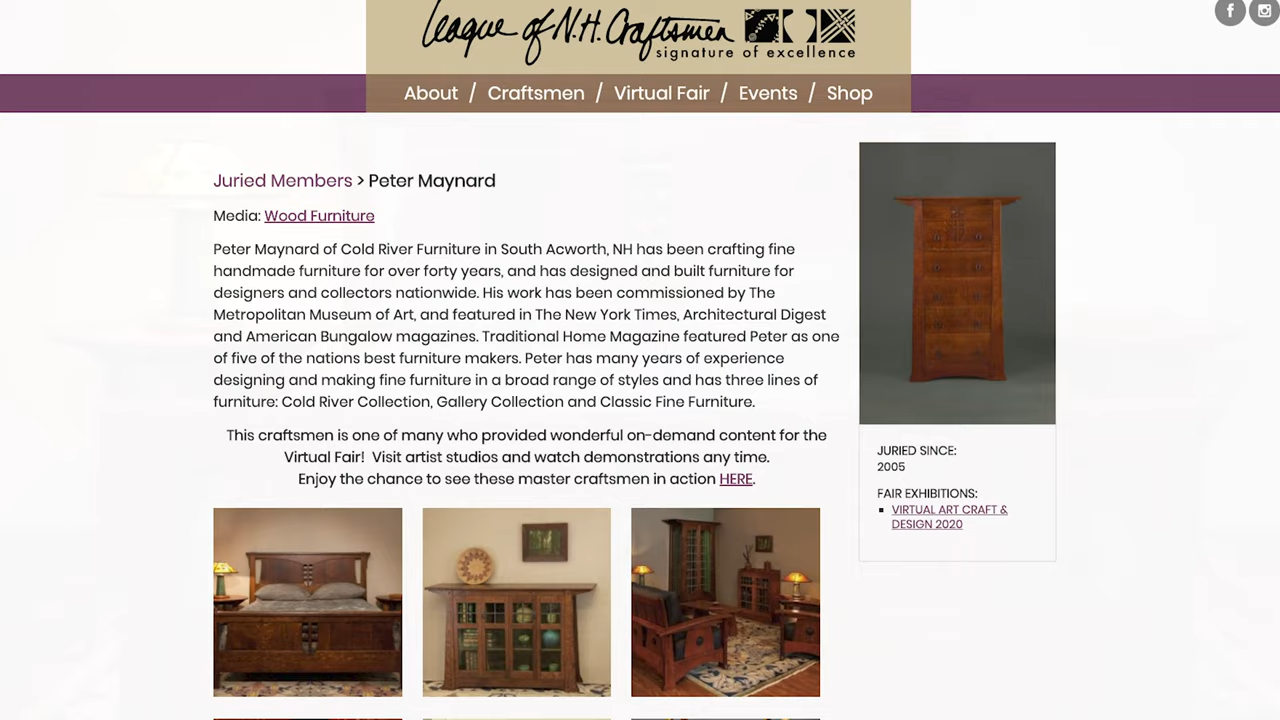 League of N.H. Craftsmen
signature of excellence
About / Craftsmen / Virtual Fair / Events / Shop
Juried Members > Peter Maynard
Media: Wood Furniture
Peter Maynard of Cold River Furniture in South Acworth, NH has been crafting fine
handmade furniture for over forty years, and has designed and built furniture for
designers and collectors nationwide. His work has been commissioned by The
Metropolitan Museum of Art, and featured in The New York Times, Architectural Digest
and American Bungalow magazines. Traditional Home Magazine featured Peter as one
of five of the nations best furniture makers. Peter has many years of experience
designing and making fine furniture in a broad range of styles and has three lines of
furniture: Cold River Collection, Gallery Collection and Classic Fine Furniture.
This craftsmen is one of many who provided wonderful on-demand content for the
Virtual Fair! Visit artist studios and watch demonstrations any time.
Enjoy the chance to see these master craftsmen in action HERE.
JURIED SINCE:
2005
FAIR EXHIBITIONS:
▪ VIRTUAL ART CRAFT &
DESIGN 2020